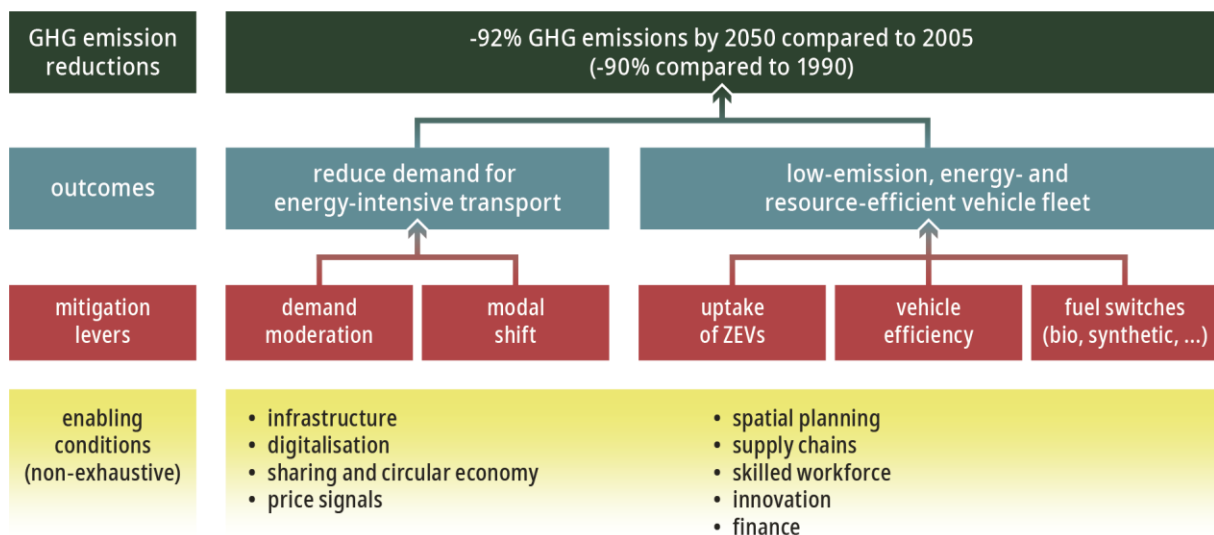 GHG emission
reductions
-92% GHG emissions by 2050 compared to 2005
(-90% compared to 1990)
outcomes
reduce demand for
energy-intensive transport
low-emission, energy- and
resource-efficient vehicle fleet
mitigation
levers
demand
moderation
modal
shift
uptake
of ZEVs
vehicle
efficiency
fuel switches
(bio, synthetic, ...)
enabling
conditions
(non-exhaustive)
• infrastructure
• digitalisation
• sharing and circular economy
• price signals
• spatial planning
• supply chains
• skilled workforce
• innovation
• finance